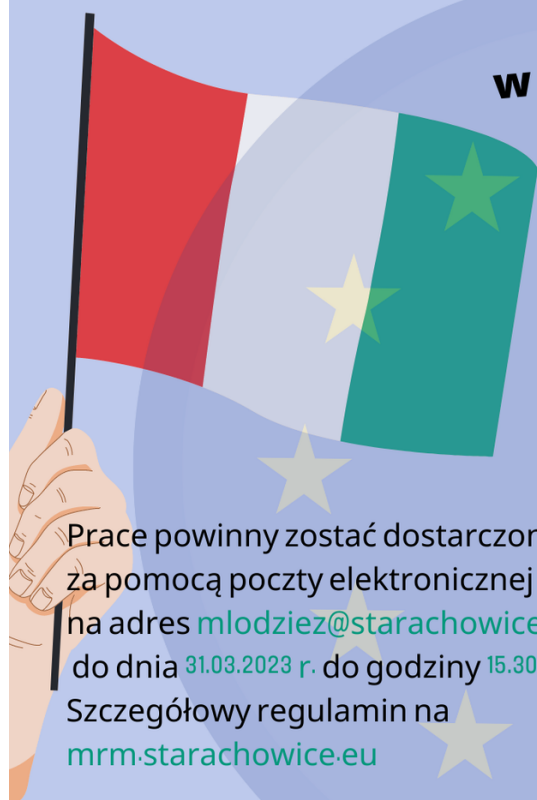 w
Prace powinny zostać dostarczon
za pomocą poczty elektronicznej
na adres mlodziez@starachowice
do dnia 31.03.2023 r. do godziny 15.30
Szczegółowy regulamin na
mrm.starachowice.eu